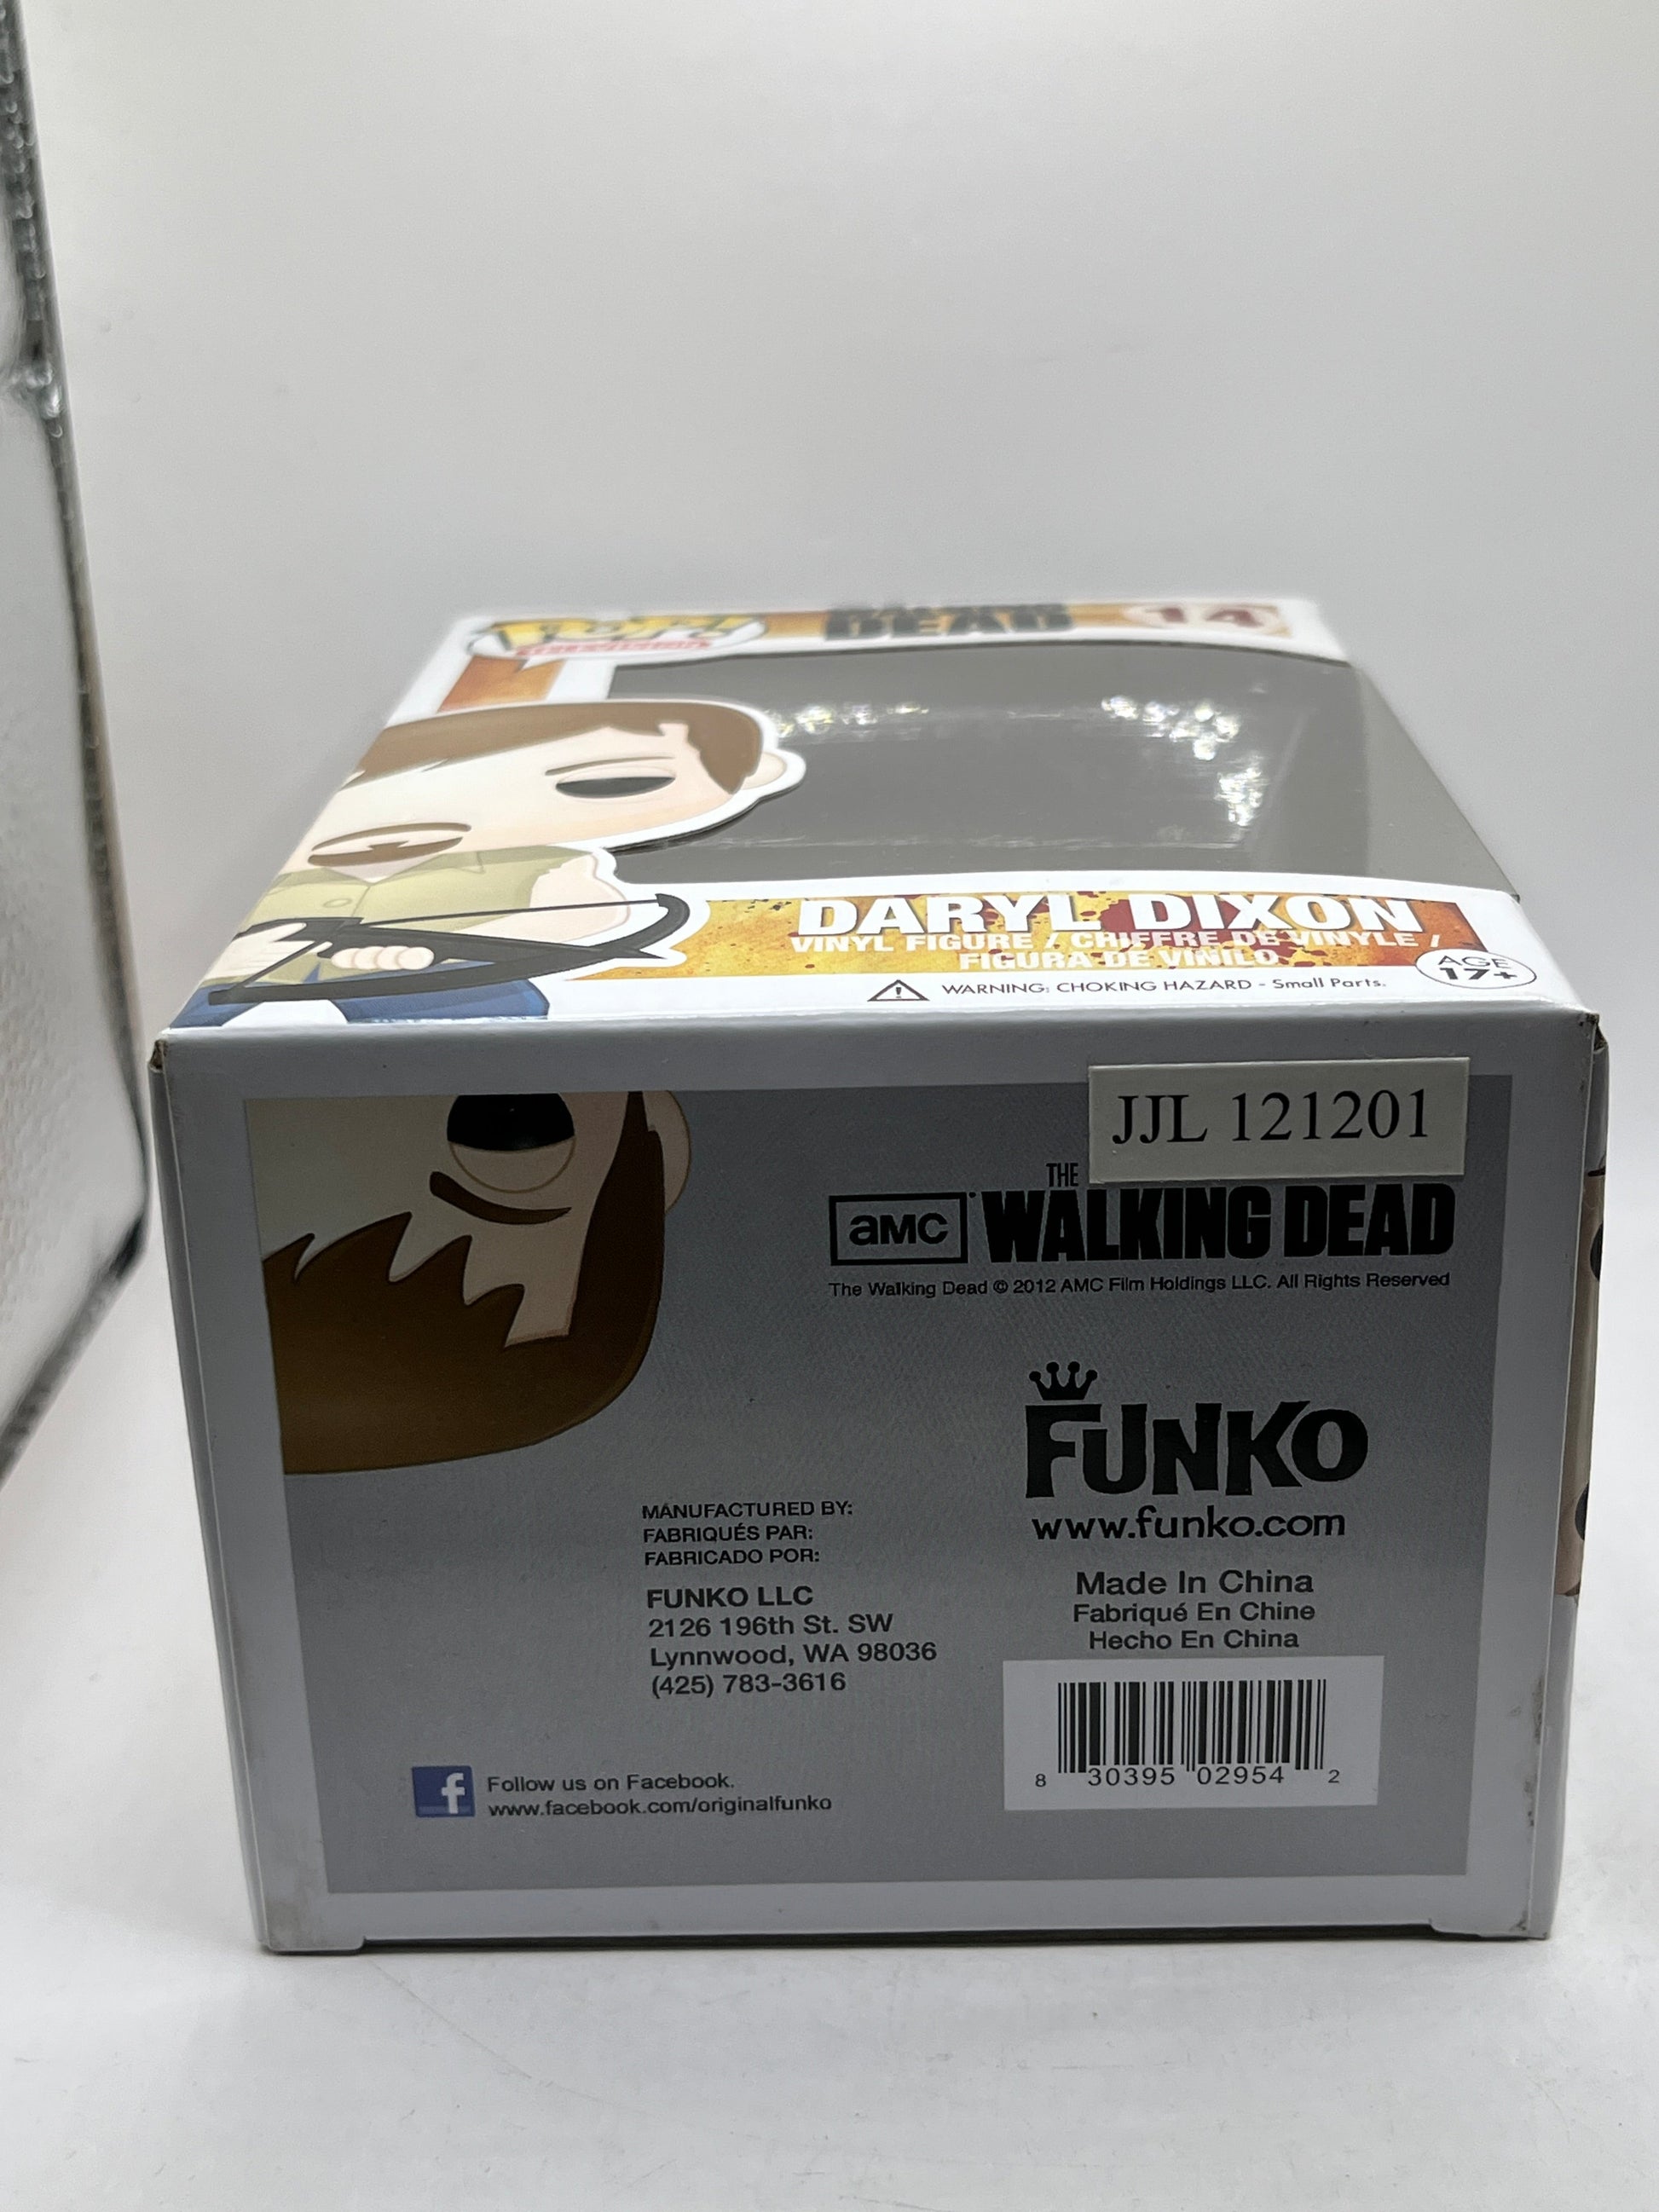 POP!
TELEVISION
WALKING
DEAD
14
DARYL DIXON
VINYL FIGURE / CHIFFRE DE VINYLE /
FIGURA DE VINILO
AGE
17+
WARNING: CHOKING HAZARD - Small Parts.
JJL 121201
THE
aMC WALKING DEAD
The Walking Dead © 2012 AMC Film Holdings LLC. All Rights Reserved
FUNKO
www.funko.com
MANUFACTURED BY:
FABRIQUÉS PAR:
FABRICADO POR:
FUNKO LLC
2126 196th St. SW
Lynnwood, WA 98036
(425) 783-3616
Made In China
Fabriqué En Chine
Hecho En China
8 30395 02954 2
f
Follow us on Facebook.
www.facebook.com/originalfunko